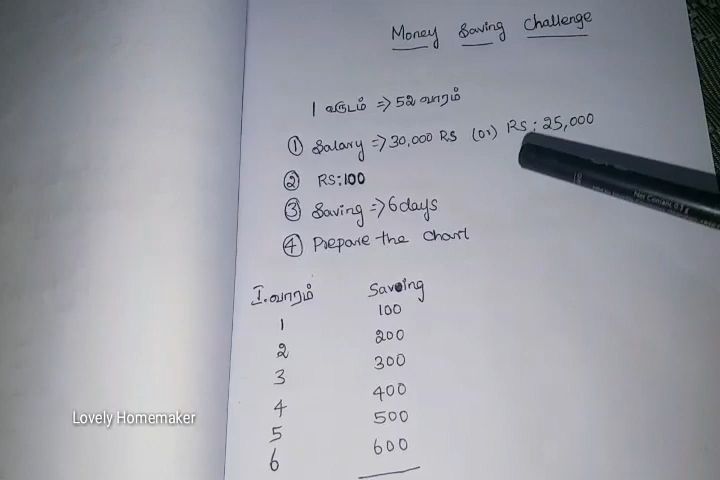 Money Saving Challenge
1 வருடம் => 52 வாரம்
① Salary => 30,000 RS (or) RS: 25,000
② RS:100
③ Saving => 6 days
④ Prepare the chart
I. வாரம் Saving
1 100
2 200
3 300
4 400
5 500
6 600
Lovely Homemaker